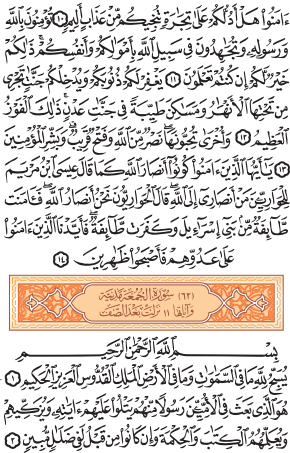 ءَامَنُوا۟ هَلْ أَدُلُّكُمْ عَلَىٰ تِجَـٰرَةٍ تُنجِيكُم مِّنْ عَذَابٍ أَلِيمٍ ١٠ تُؤْمِنُونَ بِٱللَّهِ
وَرَسُولِهِۦ وَتُجَـٰهِدُونَ فِى سَبِيلِ ٱللَّهِ بِأَمْوَٰلِكُمْ وَأَنفُسِكُمْ ۚ ذَٰلِكُمْ
خَيْرٌ لَّكُمْ إِن كُنتُمْ تَعْلَمُونَ ١١ يَغْفِرْ لَكُمْ ذُنُوبَكُمْ وَيُدْخِلْكُمْ جَنَّـٰتٍ تَجْرِى
مِن تَحْتِهَا ٱلْأَنْهَـٰرُ وَمَسَـٰكِنَ طَيِّبَةً فِى جَنَّـٰتِ عَدْنٍ ۚ ذَٰلِكَ ٱلْفَوْزُ
ٱلْعَظِيمُ ١٢ وَأُخْرَىٰ تُحِبُّونَهَا ۖ نَصْرٌ مِّنَ ٱللَّهِ وَفَتْحٌ قَرِيبٌ ۗ وَبَشِّرِ ٱلْمُؤْمِنِينَ
١٣ يَـٰٓأَيُّهَا ٱلَّذِينَ ءَامَنُوا۟ كُونُوٓا۟ أَنصَارَ ٱللَّهِ كَمَا قَالَ عِيسَى ٱبْنُ مَرْيَمَ
لِلْحَوَارِيِّـۧنَ مَنْ أَنصَارِىٓ إِلَى ٱللَّهِ ۖ قَالَ ٱلْحَوَارِيُّونَ نَحْنُ أَنصَارُ ٱللَّهِ ۖ فَـَٔامَنَت
طَّآئِفَةٌ مِّنۢ بَنِىٓ إِسْرَٰٓءِيلَ وَكَفَرَت طَّآئِفَةٌ ۖ فَأَيَّدْنَا ٱلَّذِينَ ءَامَنُوا۟
عَلَىٰ عَدُوِّهِمْ فَأَصْبَحُوا۟ ظَـٰهِرِينَ ١٤
(٦٢) سُورَةُ الجُمُعَةِ مَدَنِيَّة
وَآيَاتُهَا ١١ نَزَلَتْ بَعْدَ الصَّفِّ
بِسْمِ ٱللَّهِ ٱلرَّحْمَـٰنِ ٱلرَّحِيمِ
يُسَبِّحُ لِلَّهِ مَا فِى ٱلسَّمَـٰوَٰتِ وَمَا فِى ٱلْأَرْضِ ٱلْمَلِكِ ٱلْقُدُّوسِ ٱلْعَزِيزِ ٱلْحَكِيمِ ١
هُوَ ٱلَّذِى بَعَثَ فِى ٱلْأُمِّيِّـۧنَ رَسُولًا مِّنْهُمْ يَتْلُوا۟ عَلَيْهِمْ ءَايَـٰتِهِۦ وَيُزَكِّيهِمْ
وَيُعَلِّمُهُمُ ٱلْكِتَـٰبَ وَٱلْحِكْمَةَ وَإِن كَانُوا۟ مِن قَبْلُ لَفِى ضَلَـٰلٍ مُّبِينٍ ٢